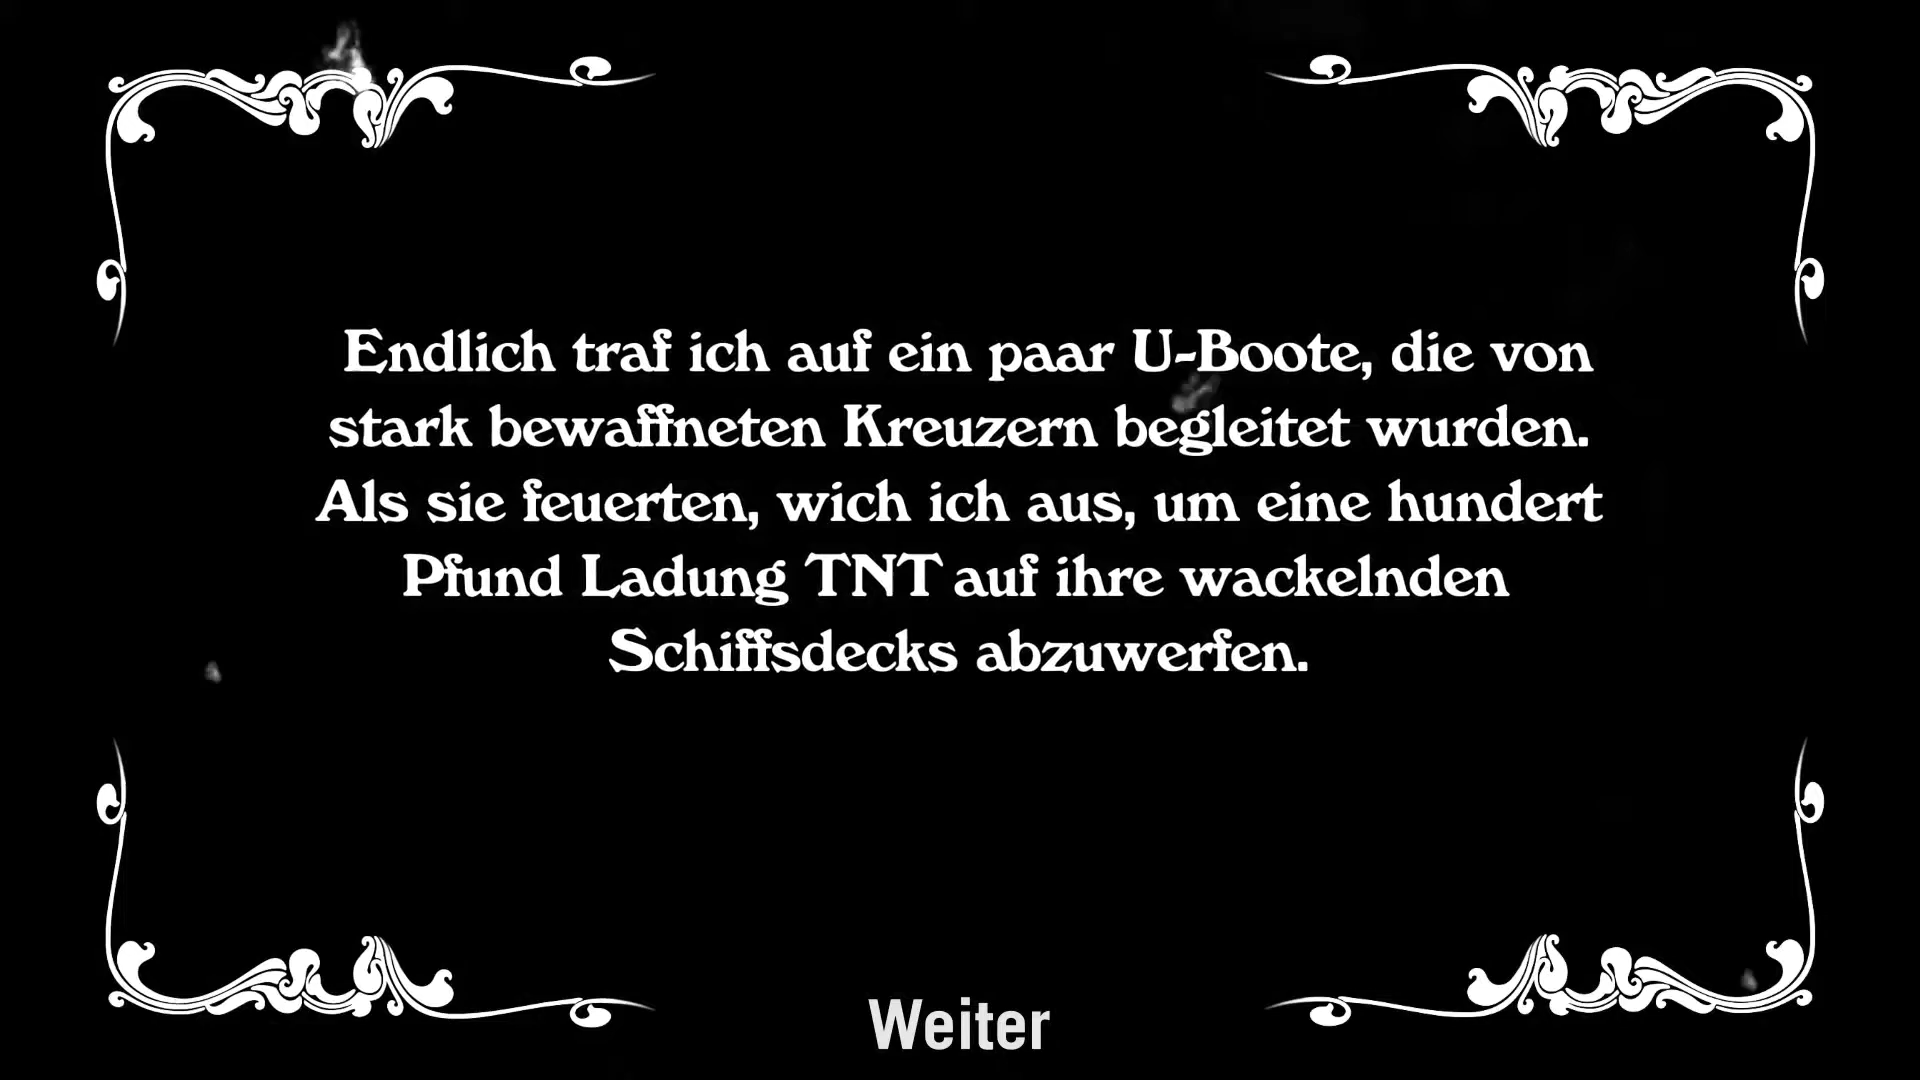 Endlich traf ich auf ein paar U-Boote, die von
stark bewaffneten Kreuzern begleitet wurden.
Als sie feuerten, wich ich aus, um eine hundert
Pfund Ladung TNT auf ihre wackelnden
Schiffsdecks abzuwerfen.
Weiter